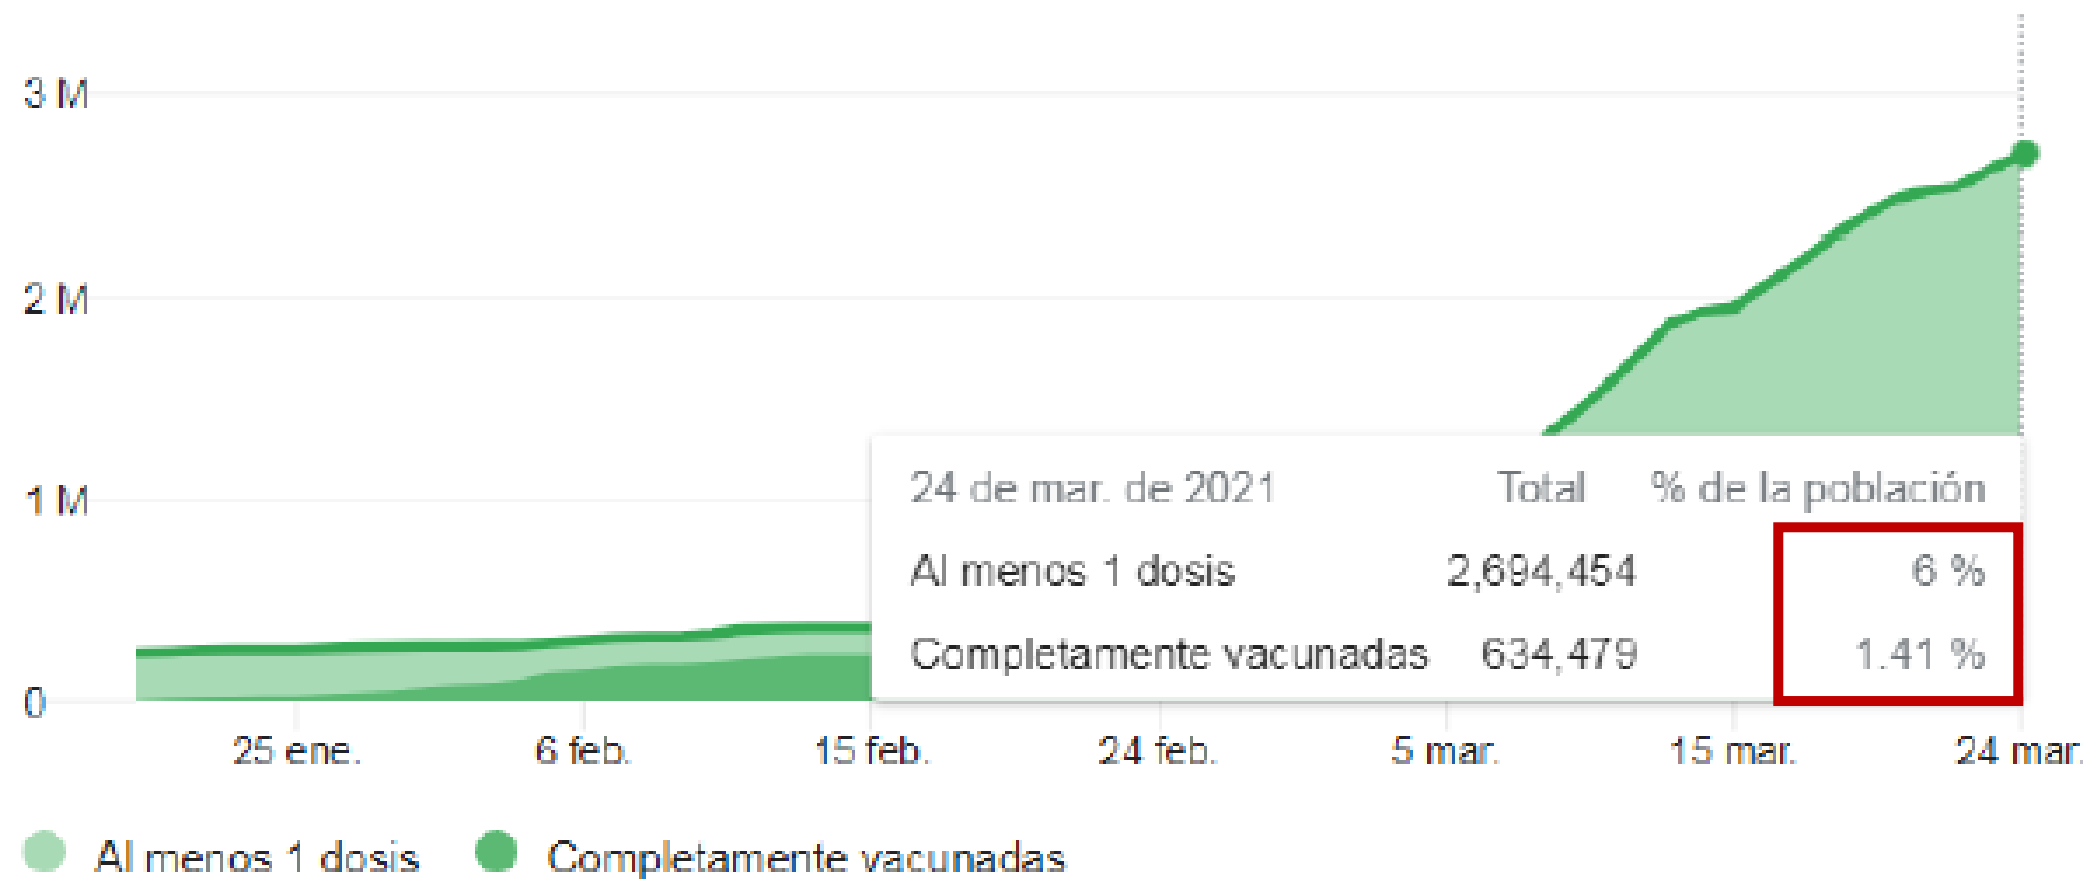 3 M
2 M
1 M
0
24 de mar. de 2021 Total % de la población
Al menos 1 dosis 2,694,454 6 %
Completamente vacunadas 634,479 1.41 %
25 ene. 6 feb. 15 feb. 24 feb. 5 mar. 15 mar. 24 mar.
Al menos 1 dosis Completamente vacunadas